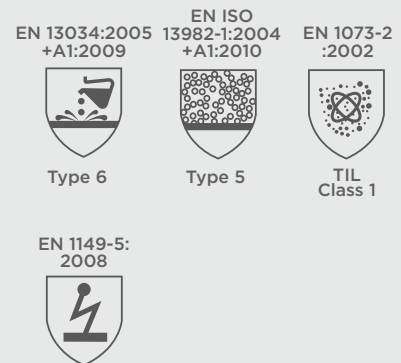 EN 13034:2005
+A1:2009
EN ISO
13982-1:2004
+A1:2010
EN 1073-2
:2002
Type 6
Type 5
TIL
Class 1
EN 1149-5:
2008